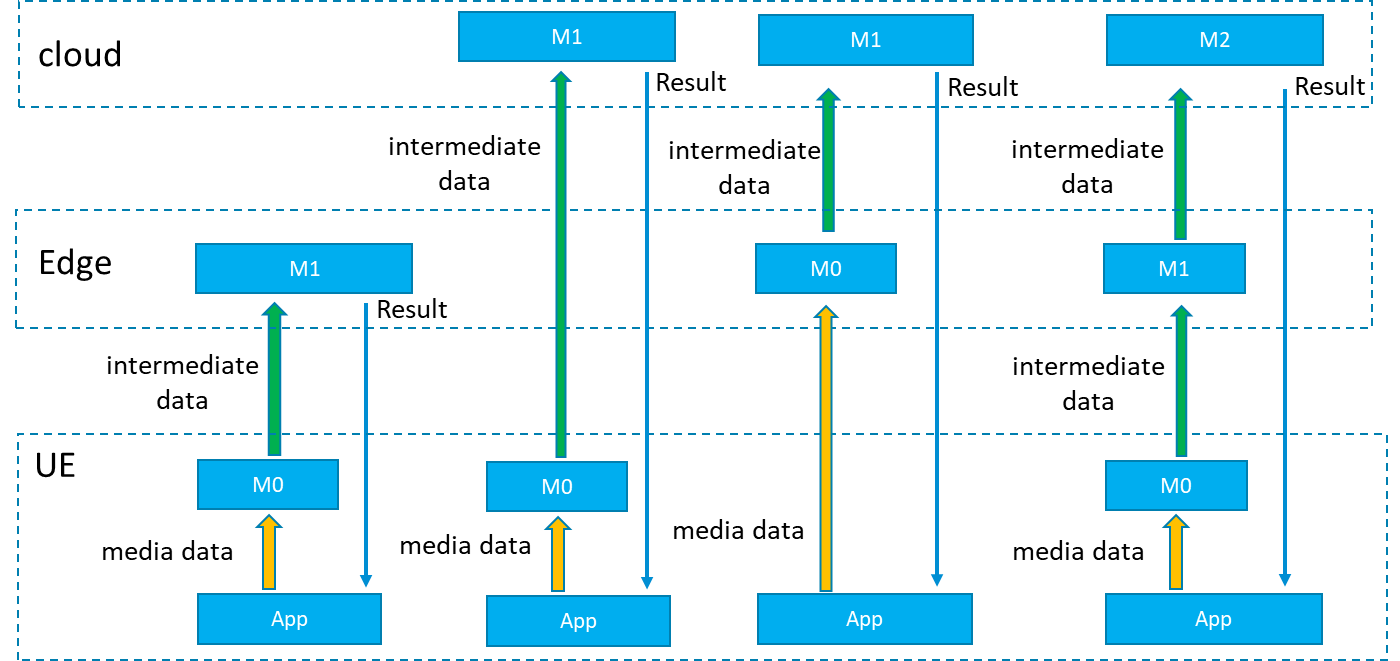 cloud
M1
M1
M2
Result
Result
Result
intermediate
data
intermediate
data
intermediate
data
Edge
M1
M0
M1
Result
intermediate
data
intermediate
data
UE
M0
M0
M0
media data
media data
media data
media data
App
App
App
App